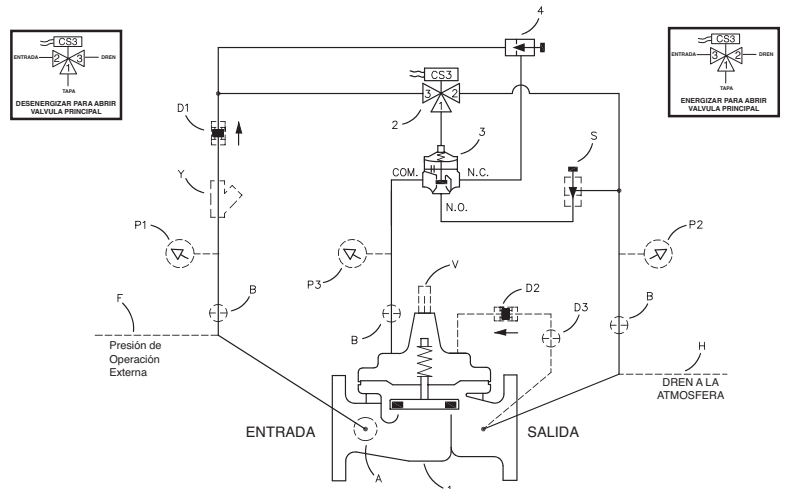 CS3
2
3
1
ENTRADA
DREN
TAPA
DESENERGIZAR PARA ABRIR
VALVULA PRINCIPAL
4
CS3
3
2
1
ENTRADA
DREN
TAPA
ENERGIZAR PARA ABRIR
VALVULA PRINCIPAL
CS3
3
2
1
2
D1
3
S
COM.
N.C.
Y
N.O.
P1
P3
P2
V
D2
D3
B
B
B
F
H
Presión de
Operación
Externa
DREN A LA
ATMOSFERA
ENTRADA
SALIDA
A
1